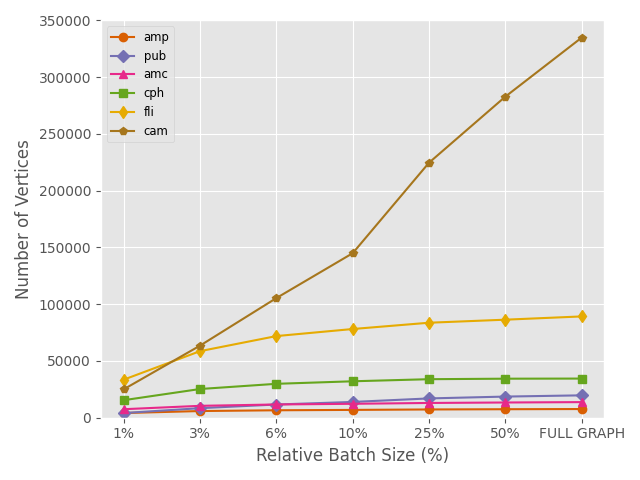 350000
300000
250000
200000
150000
100000
50000
0
Number of Vertices
amp
pub
amc
cph
fli
cam
1% 3% 6% 10% 25% 50% FULL GRAPH
Relative Batch Size (%)